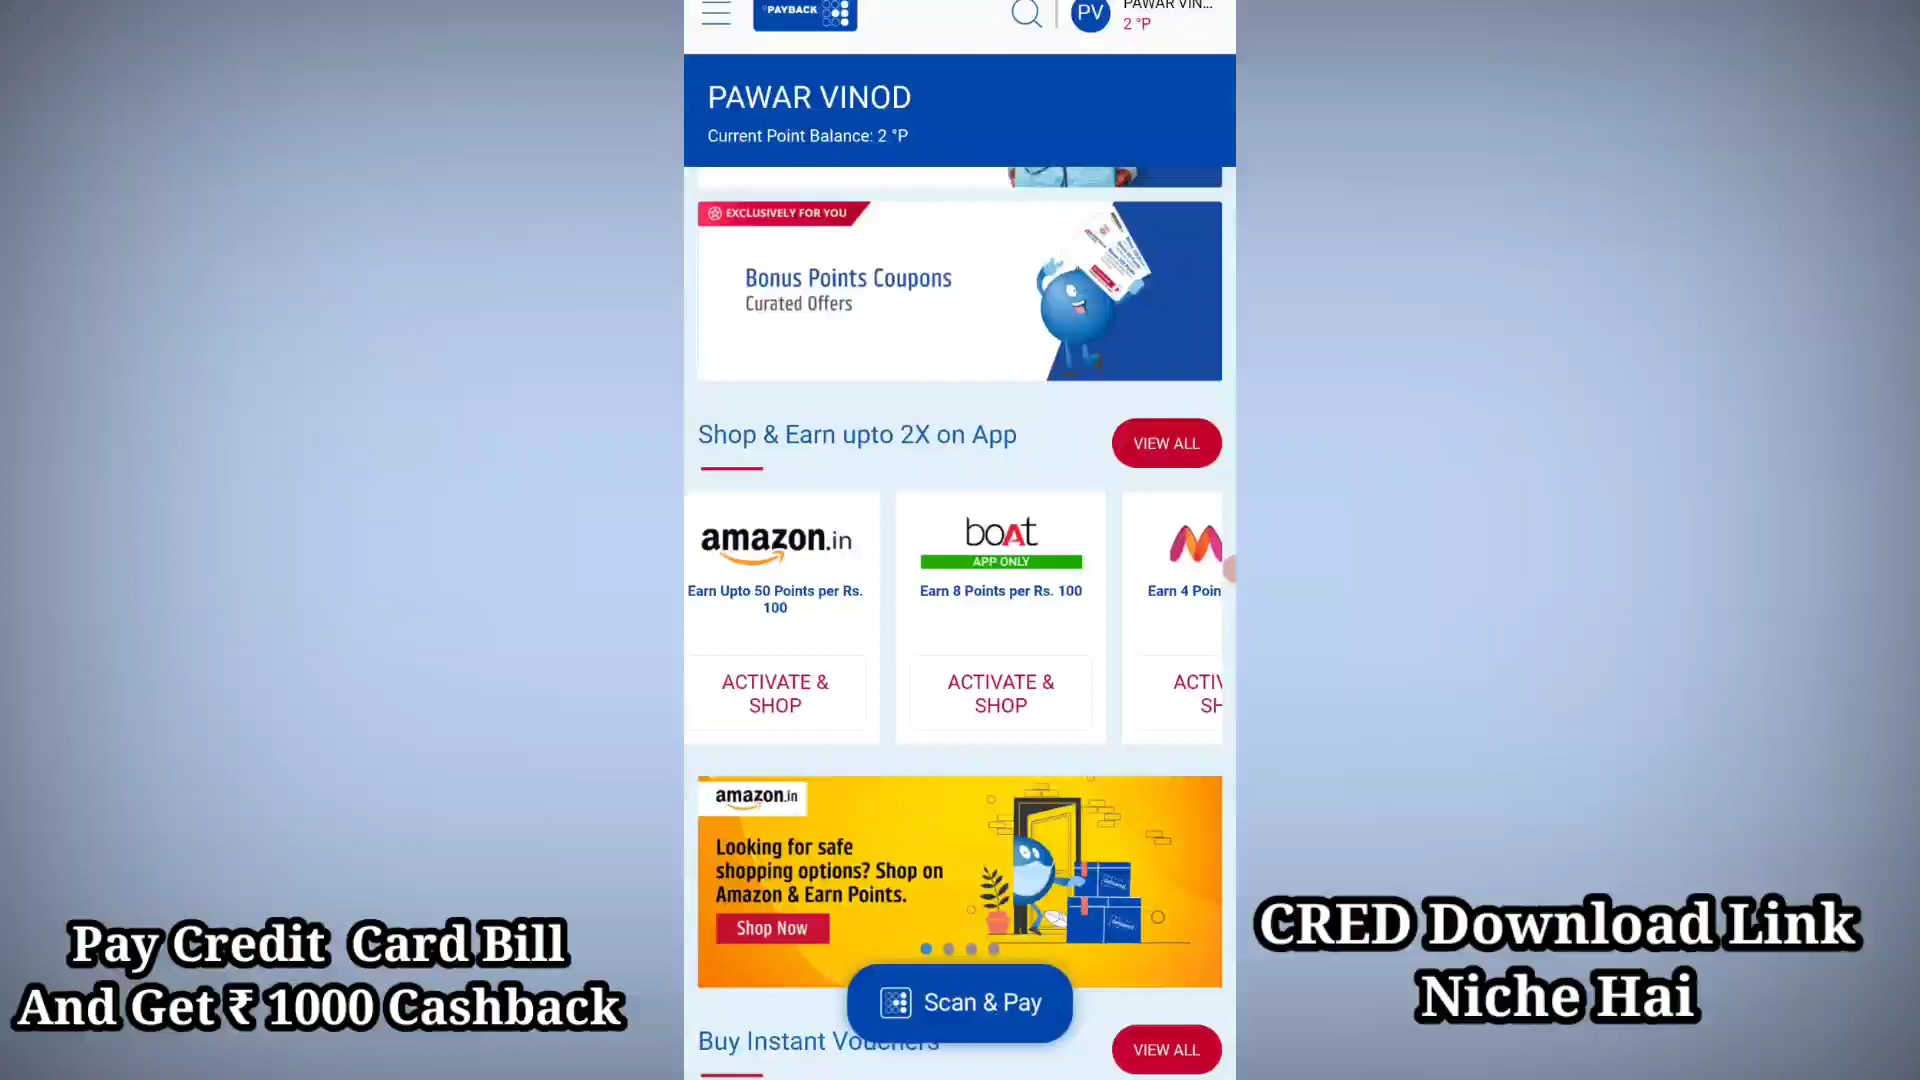 PAYBACK
PV
PAWAR VIN...
2 °P
PAWAR VINOD
Current Point Balance: 2 °P
EXCLUSIVELY FOR YOU
Bonus Points Coupons
Curated Offers
Shop & Earn upto 2X on App
VIEW ALL
amazon.in
Earn Upto 50 Points per Rs.
100
ACTIVATE &
SHOP
boAt
APP ONLY
Earn 8 Points per Rs. 100
ACTIVATE &
SHOP
Earn 4 Poin
ACTIV
SH
amazon.in
Looking for safe
shopping options? Shop on
Amazon & Earn Points.
Shop Now
Scan & Pay
Buy Instant Vouchers
VIEW ALL
Pay Credit Card Bill
And Get ₹ 1000 Cashback
CRED Download Link
Niche Hai